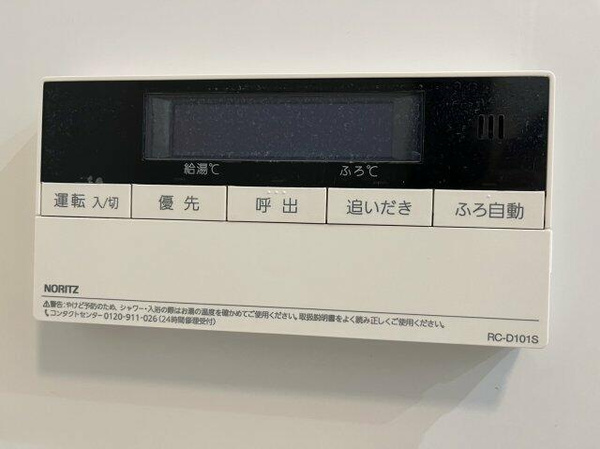 給湯℃ ふろ℃
運転 入/切 優先 呼出 追いだき ふろ自動
NORITZ
⚠警告:やけど予防のため、シャワー・入浴の際はお湯の温度を確かめてご使用ください。取扱説明書をよく読み正しくご使用ください。
コンタクトセンター 0120-911-026(24時間修理受付)
RC-D101S